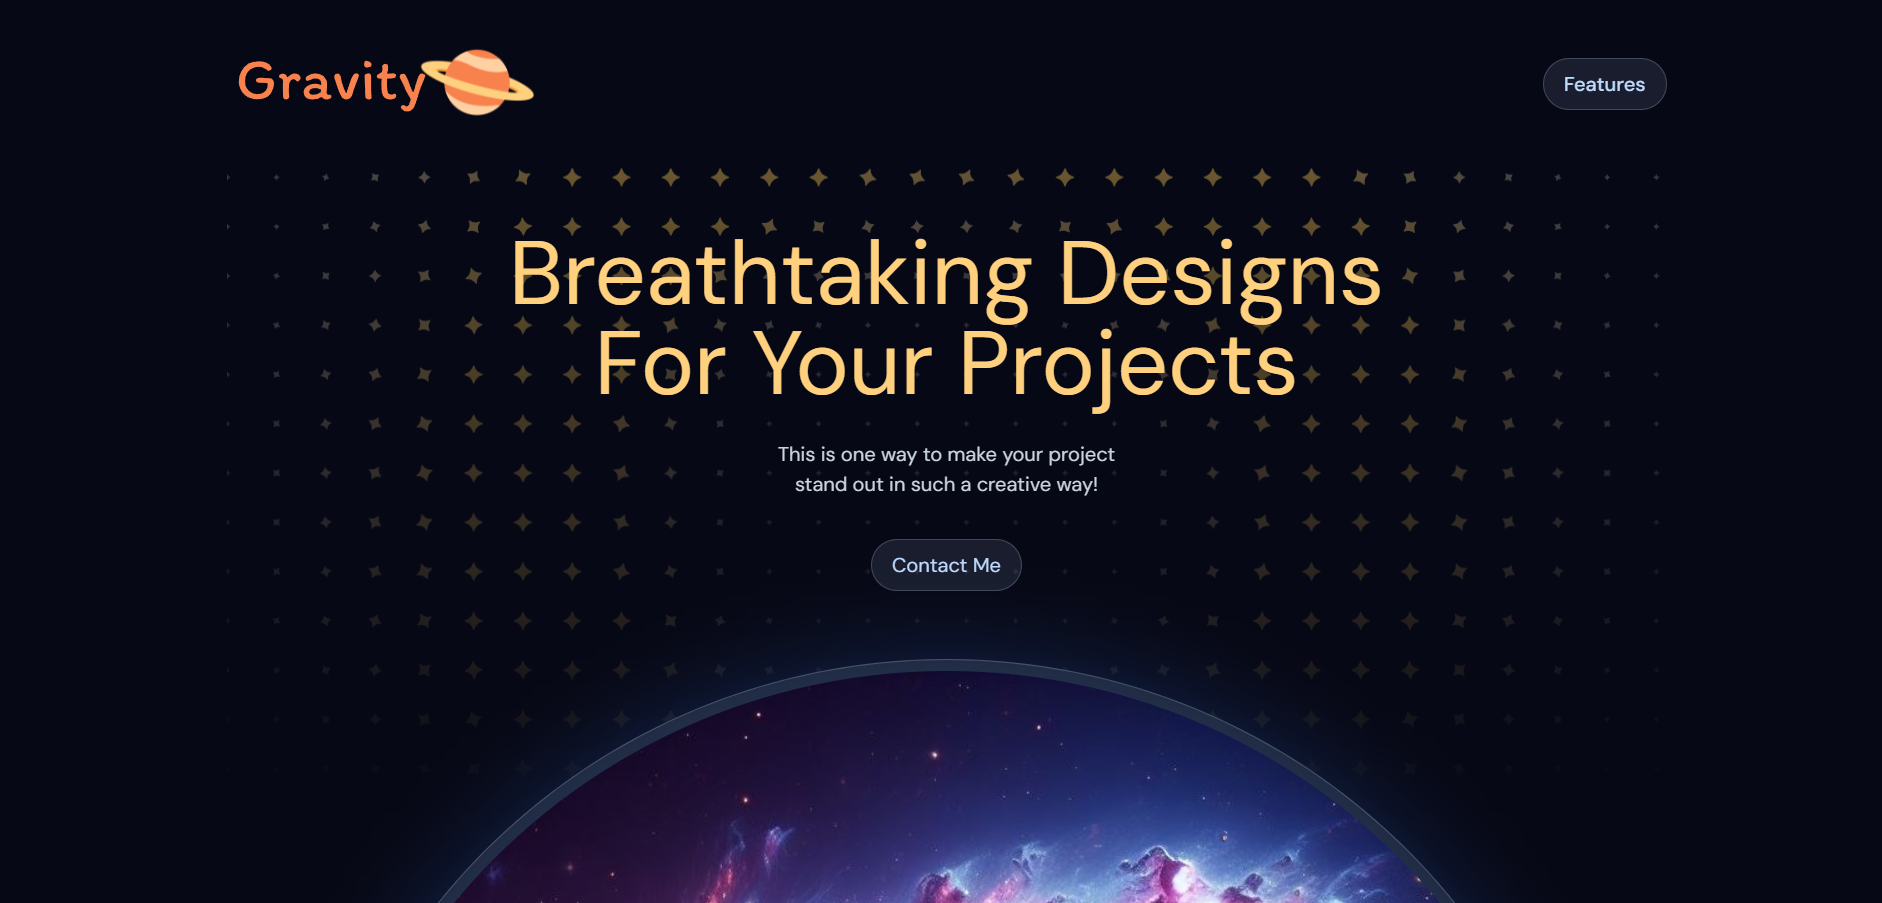 Gravity
Features
Breathtaking Designs
For Your Projects
This is one way to make your project
stand out in such a creative way!
Contact Me